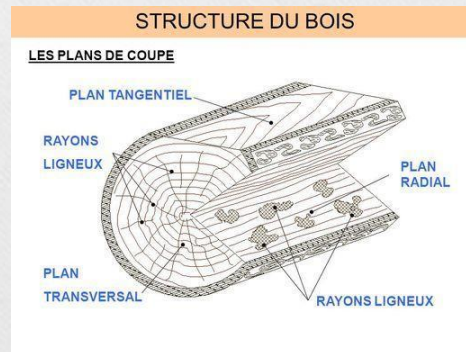 STRUCTURE DU BOIS
LES PLANS DE COUPE
PLAN TANGENTIEL
RAYONS
LIGNEUX
PLAN
RADIAL
PLAN
TRANSVERSAL
RAYONS LIGNEUX